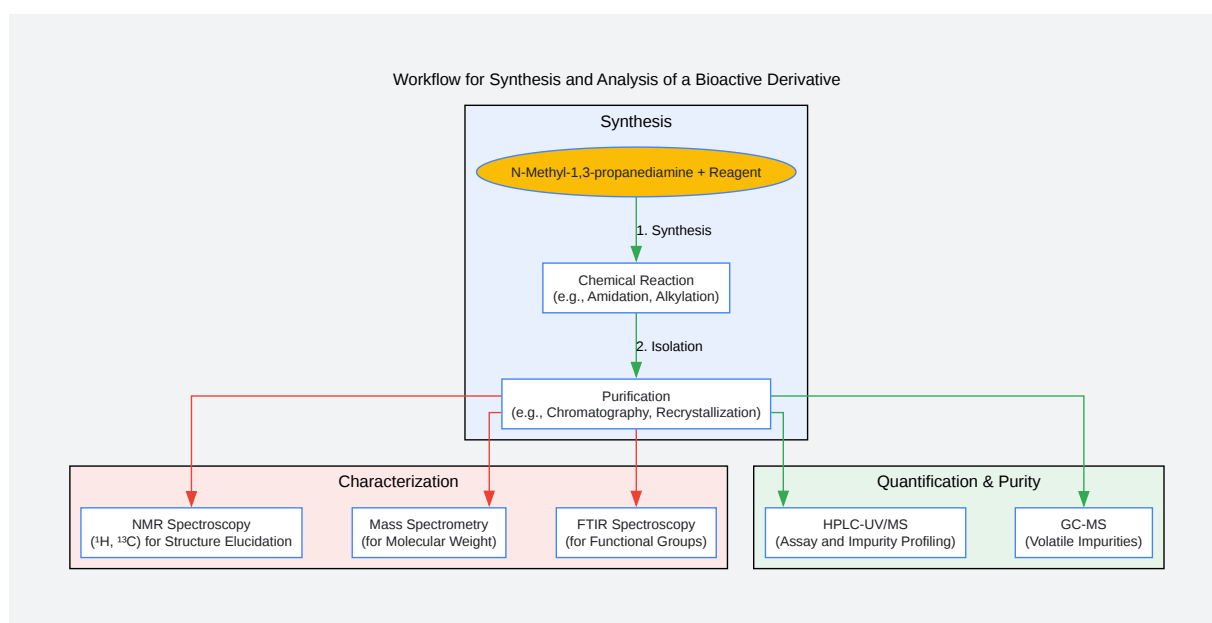 Workflow for Synthesis and Analysis of a Bioactive Derivative
Synthesis
N-Methyl-1,3-propanediamine + Reagent
1. Synthesis
Chemical Reaction
(e.g., Amidation, Alkylation)
2. Isolation
Purification
(e.g., Chromatography, Recrystallization)
Characterization
NMR Spectroscopy
(¹H, ¹³C) for Structure Elucidation
Mass Spectrometry
(for Molecular Weight)
FTIR Spectroscopy
(for Functional Groups)
Quantification & Purity
HPLC-UV/MS
(Assay and Impurity Profiling)
GC-MS
(Volatile Impurities)